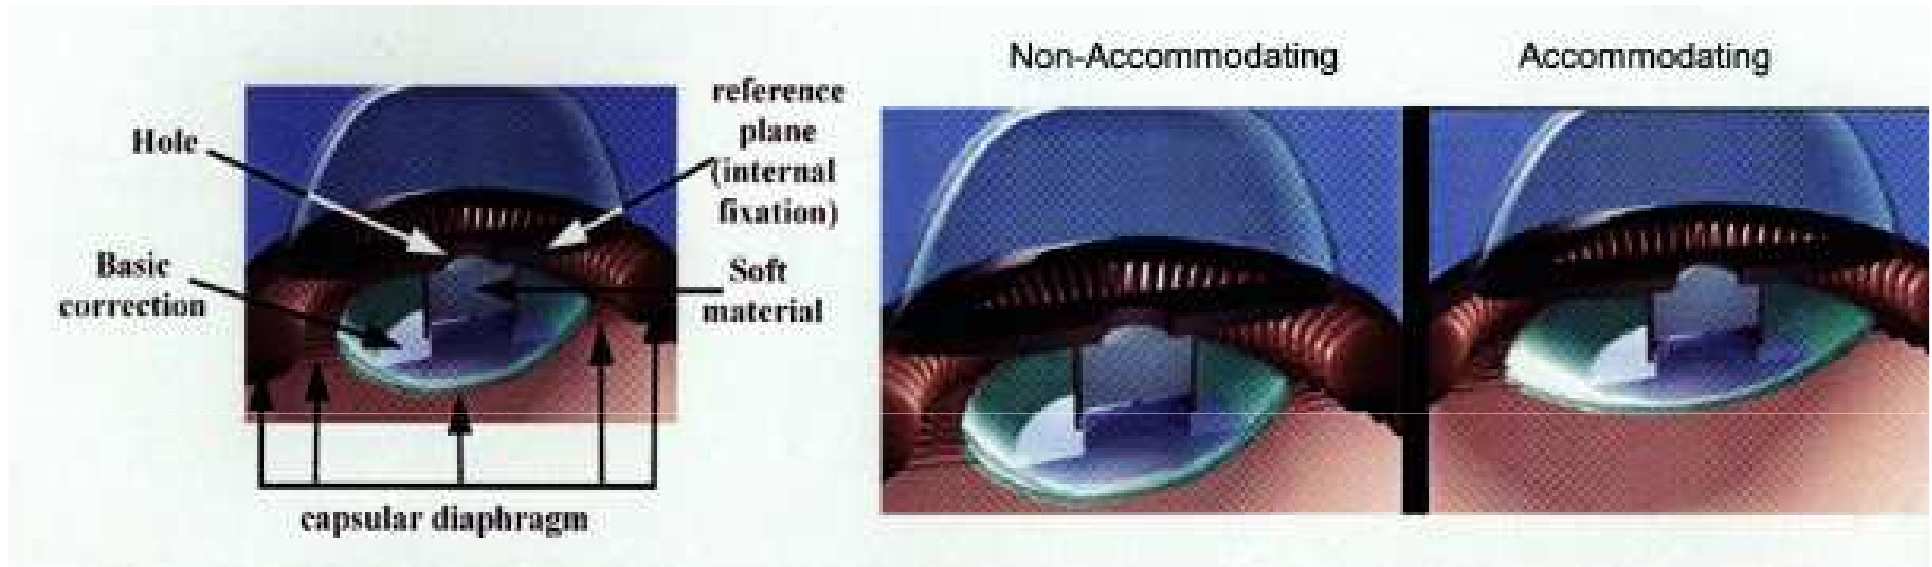 Non-Accommodating
Accommodating
Hole
reference
plane
(internal
fixation)
Basic
correction
Soft
material
capsular diaphragm